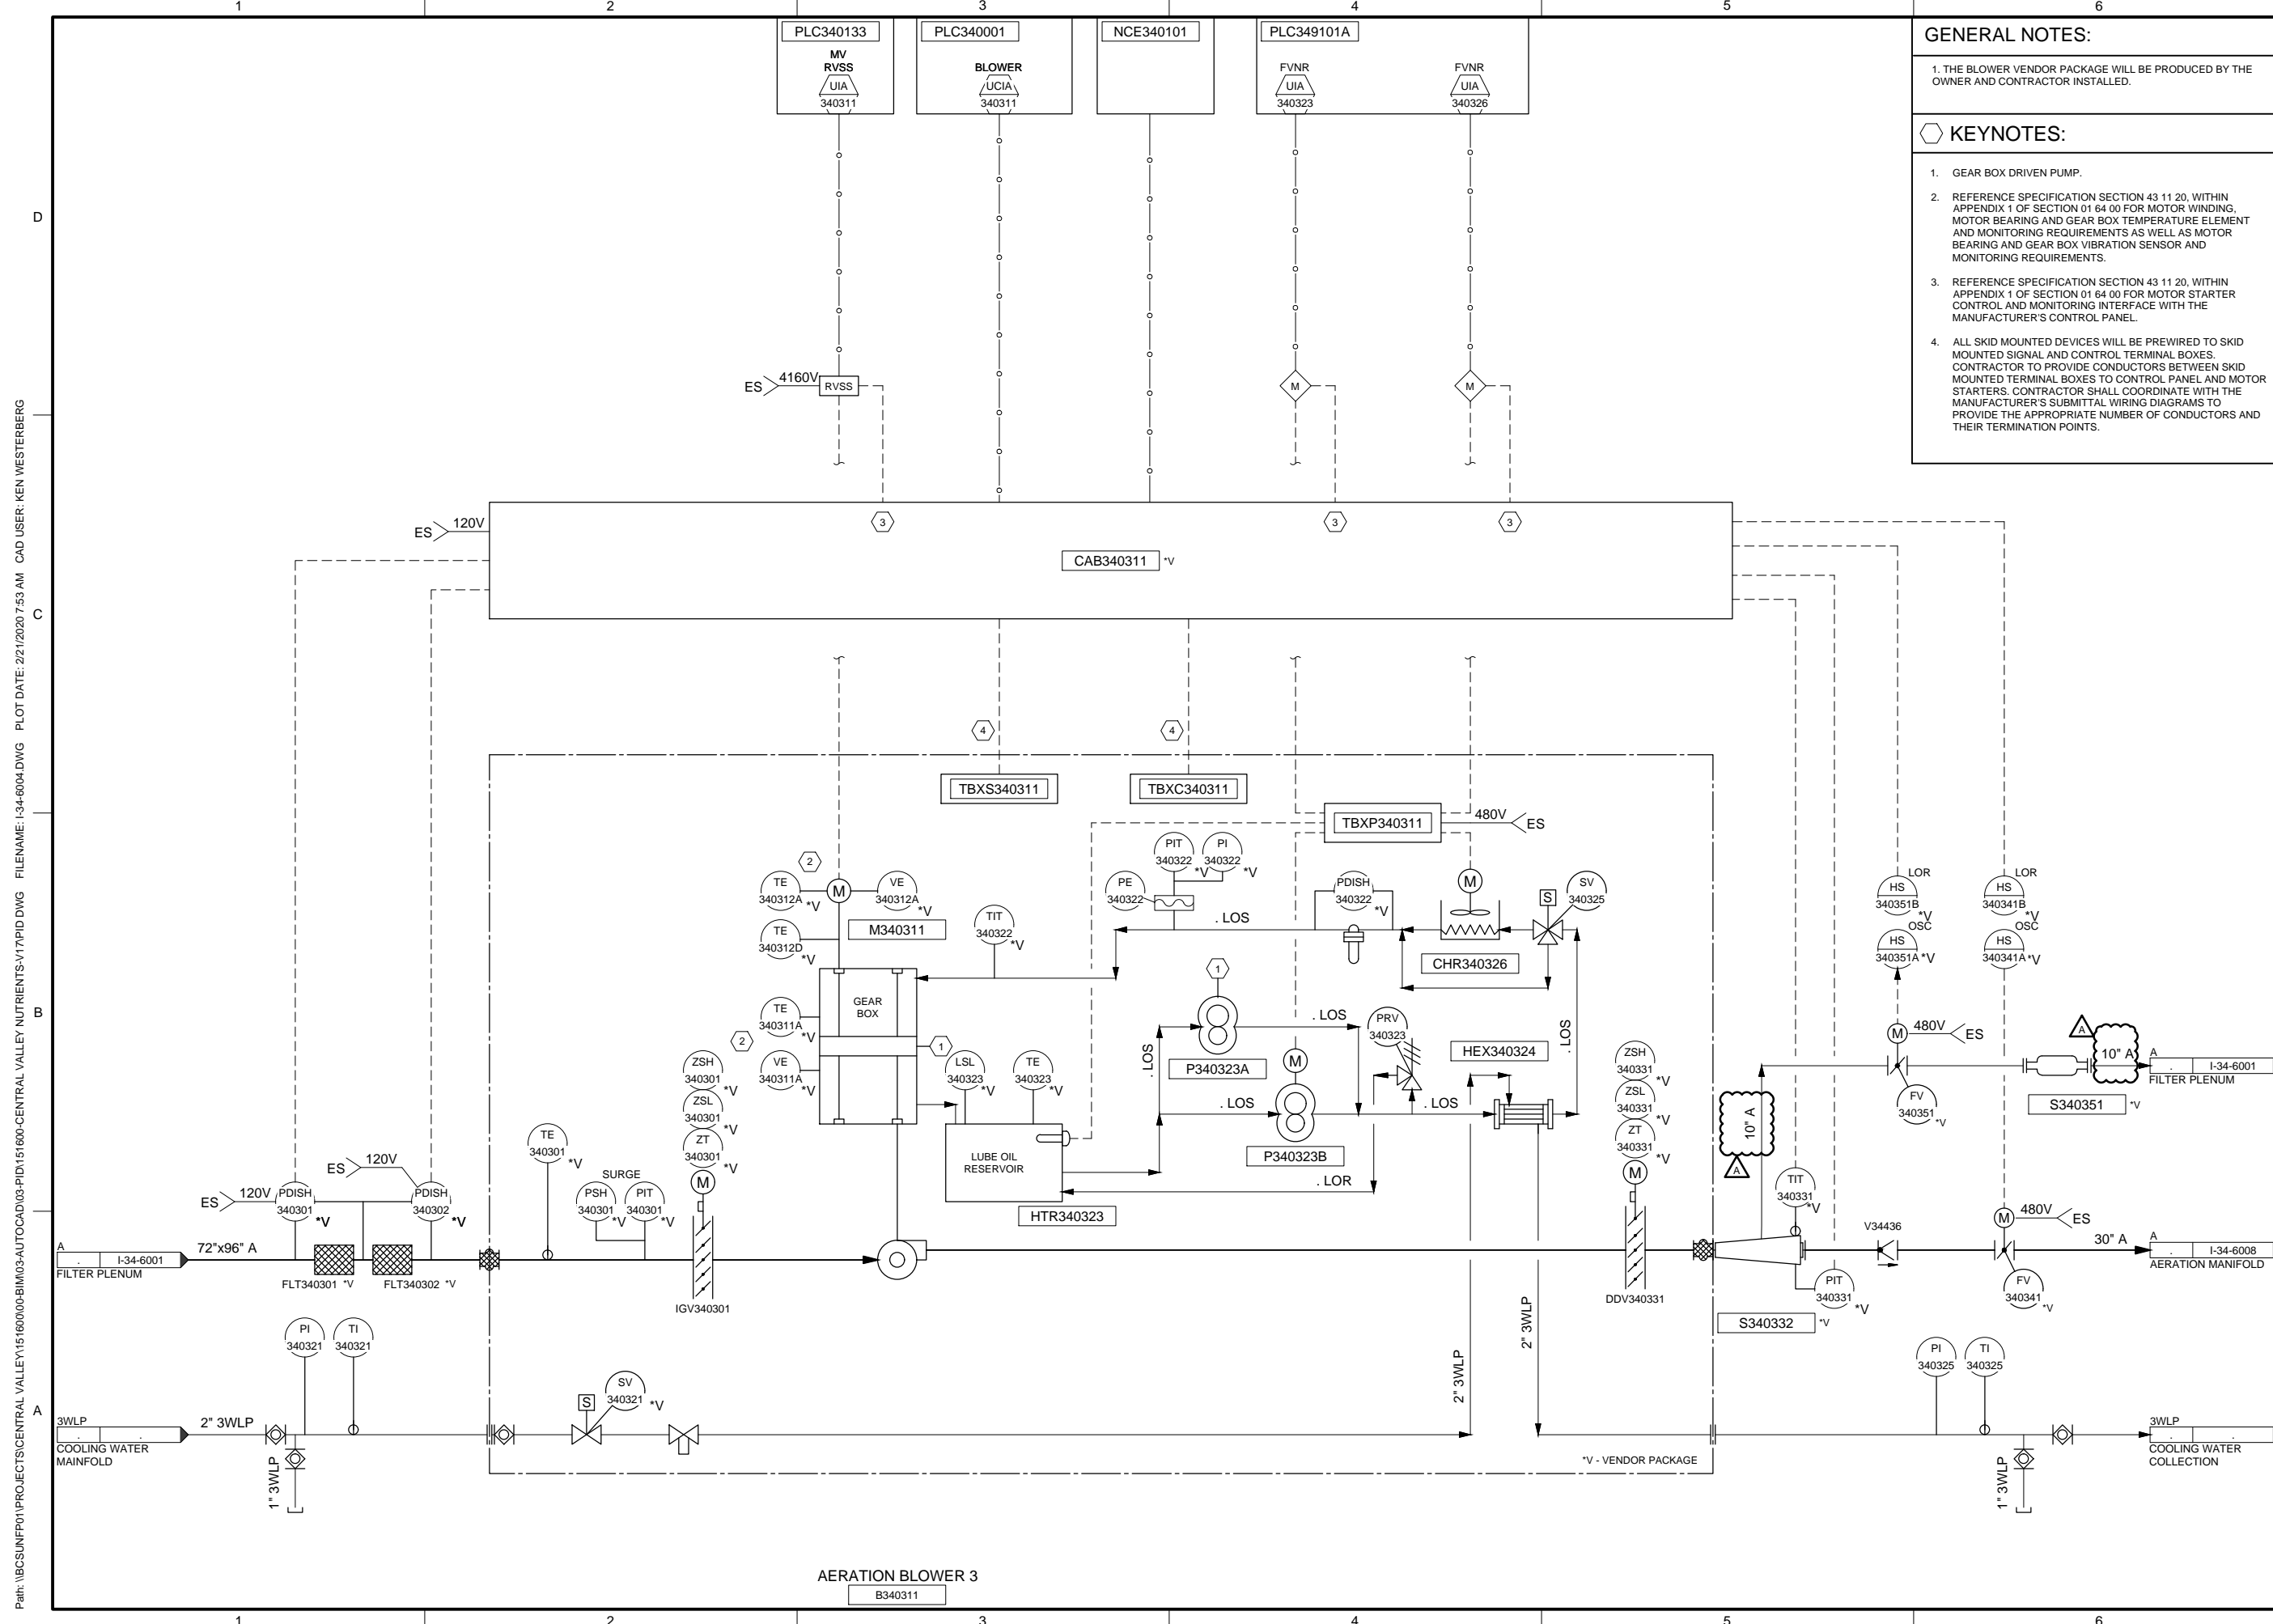 1 2 3 4 5 6
D
C
B
A
Path: \\BCSUNFP01\PROJECTS\CENTRAL VALLEY\151600\00-BIM\03-AUTOCAD\03-PID\151600-CENTRAL VALLEY NUTRIENTS-V17\PID DWG FILENAME: I-34-6004.DWG PLOT DATE: 2/21/2020 7:53 AM CAD USER: KEN WESTERBERG
PLC340133
MV
RVSS
UIA
340311
PLC340001
BLOWER
UCIA
340311
NCE340101
PLC349101A
FVNR
UIA
340323
FVNR
UIA
340326
GENERAL NOTES:
1. THE BLOWER VENDOR PACKAGE WILL BE PRODUCED BY THE
OWNER AND CONTRACTOR INSTALLED.
KEYNOTES:
1. GEAR BOX DRIVEN PUMP.
2. REFERENCE SPECIFICATION SECTION 43 11 20, WITHIN
APPENDIX 1 OF SECTION 01 64 00 FOR MOTOR WINDING,
MOTOR BEARING AND GEAR BOX TEMPERATURE ELEMENT
AND MONITORING REQUIREMENTS AS WELL AS MOTOR
BEARING AND GEAR BOX VIBRATION SENSOR AND
MONITORING REQUIREMENTS.
3. REFERENCE SPECIFICATION SECTION 43 11 20, WITHIN
APPENDIX 1 OF SECTION 01 64 00 FOR MOTOR STARTER
CONTROL AND MONITORING INTERFACE WITH THE
MANUFACTURER'S CONTROL PANEL.
4. ALL SKID MOUNTED DEVICES WILL BE PREWIRED TO SKID
MOUNTED SIGNAL AND CONTROL TERMINAL BOXES.
CONTRACTOR TO PROVIDE CONDUCTORS BETWEEN SKID
MOUNTED TERMINAL BOXES TO CONTROL PANEL AND MOTOR
STARTERS. CONTRACTOR SHALL COORDINATE WITH THE
MANUFACTURER'S SUBMITTAL WIRING DIAGRAMS TO
PROVIDE THE APPROPRIATE NUMBER OF CONDUCTORS AND
THEIR TERMINATION POINTS.
ES 4160V RVSS
M
M
ES 120V
3
3
3
CAB340311 *V
4
4
TBXS340311
TBXC340311
TBXP340311
480V ES
2
TE
340312A *V
M
VE
340312A *V
M340311
TE
340312D *V
TIT
340322 *V
PE
340322
PIT
340322 *V
PI
340322 *V
. LOS
PDISH
340322 *V
M
S
SV
340325
CHR340326
GEAR
BOX
TE
340311A *V
2
VE
340311A *V
1
1
P340323A
. LOS
. LOS
. LOS
. LOS
. LOS
. LOR
M
P340323B
PRV
340323
HEX340324
LSL
340323 *V
TE
340323 *V
LUBE OIL
RESERVOIR
HTR340323
ZSH
340301 *V
ZSL
340301 *V
ZT
340301 *V
M
IGV340301
ZSH
340331 *V
ZSL
340331 *V
ZT
340331 *V
M
DDV340331
LOR
HS
340351B
*V
OSC
HS
340351A *V
LOR
HS
340341B
*V
OSC
HS
340341A *V
M 480V ES
FV
340351 *V
A
10" A
A
. I-34-6001
FILTER PLENUM
S340351 *V
10" A
A
TIT
340331 *V
V34436
M 480V ES
30" A
A
. I-34-6008
AERATION MANIFOLD
PIT
340331 *V
FV
340341 *V
S340332 *V
ES 120V
ES 120V
PDISH
340301 *V
PDISH
340302 *V
TE
340301 *V
SURGE
PSH
340301 *V
PIT
340301 *V
A
. I-34-6001
FILTER PLENUM
72"x96" A
FLT340301 *V
FLT340302 *V
PI
340321
TI
340321
S
SV
340321 *V
2" 3WLP
2" 3WLP
PI
340325
TI
340325
3WLP
. .
COOLING WATER
MAINFOLD
2" 3WLP
1" 3WLP
*V - VENDOR PACKAGE
1" 3WLP
3WLP
. .
COOLING WATER
COLLECTION
AERATION BLOWER 3
B340311
1 2 3 4 5 6